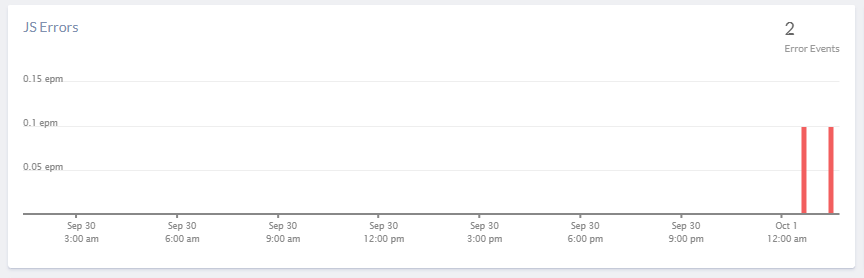 JS Errors
2
Error Events
0.15 epm
0.1 epm
0.05 epm
Sep 30 Sep 30 Sep 30 Sep 30 Sep 30 Sep 30 Sep 30 Oct 1
3:00 am 6:00 am 9:00 am 12:00 pm 3:00 pm 6:00 pm 9:00 pm 12:00 am